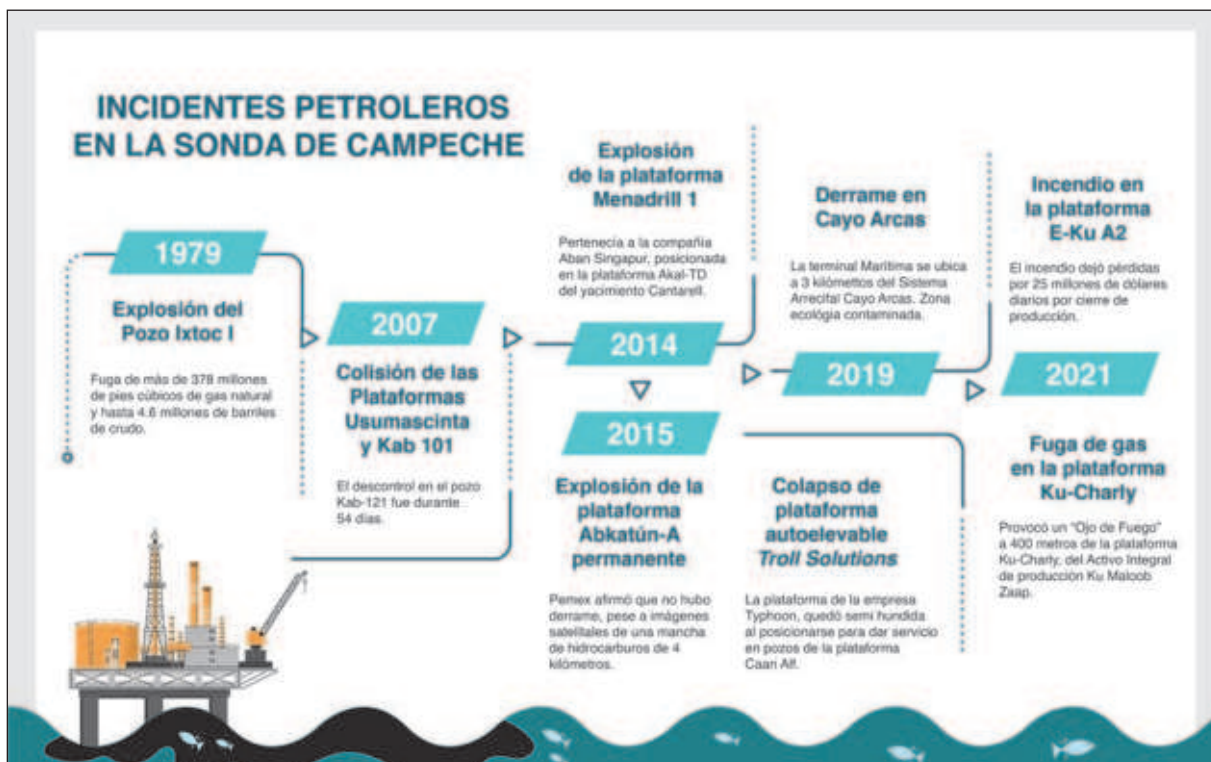 INCIDENTES PETROLEROS
EN LA SONDA DE CAMPECHE
1979
Explosión del
Pozo Ixtoc I
Fuga de más de 378 millones
de pies cúbicos de gas natural
y hasta 4.6 millones de barriles
de crudo.
2007
Colisión de las
Plataformas
Usumascinta
y Kab 101
El descontrol en el pozo
Kab-121 fue durante
54 días.
Explosión
de la plataforma
Menadrill 1
Pertenecía a la compañía
Aban Singapur, posicionada
en la plataforma Akal-TD
del yacimiento Cantarell.
2014
2015
Explosión de la
plataforma
Abkatún-A
permanente
Pemex afirmó que no hubo
derrame, pese a imágenes
satelitales de una mancha
de hidrocarburos de 4
kilómetros.
Colapso de
plataforma
autoelevable
Troll Solutions
La plataforma de la empresa
Typhoon, quedó semi hundida
al posicionarse para dar servicio
en pozos de la plataforma
Caan Alf.
Derrame en
Cayo Arcas
La terminal Marítima se ubica
a 3 kilómettos del Sistema
Arrecifal Cayo Arcas. Zona
ecológia contaminada.
2019
Incendio en
la plataforma
E-Ku A2
El incendio dejó pérdidas
por 25 millones de dólares
diarios por cierre de
producción.
2021
Fuga de gas
en la plataforma
Ku-Charly
Provocó un "Ojo de Fuego"
a 400 metros de la plataforma
Ku-Charly, del Activo Integral
de producción Ku Maloob
Zaap.